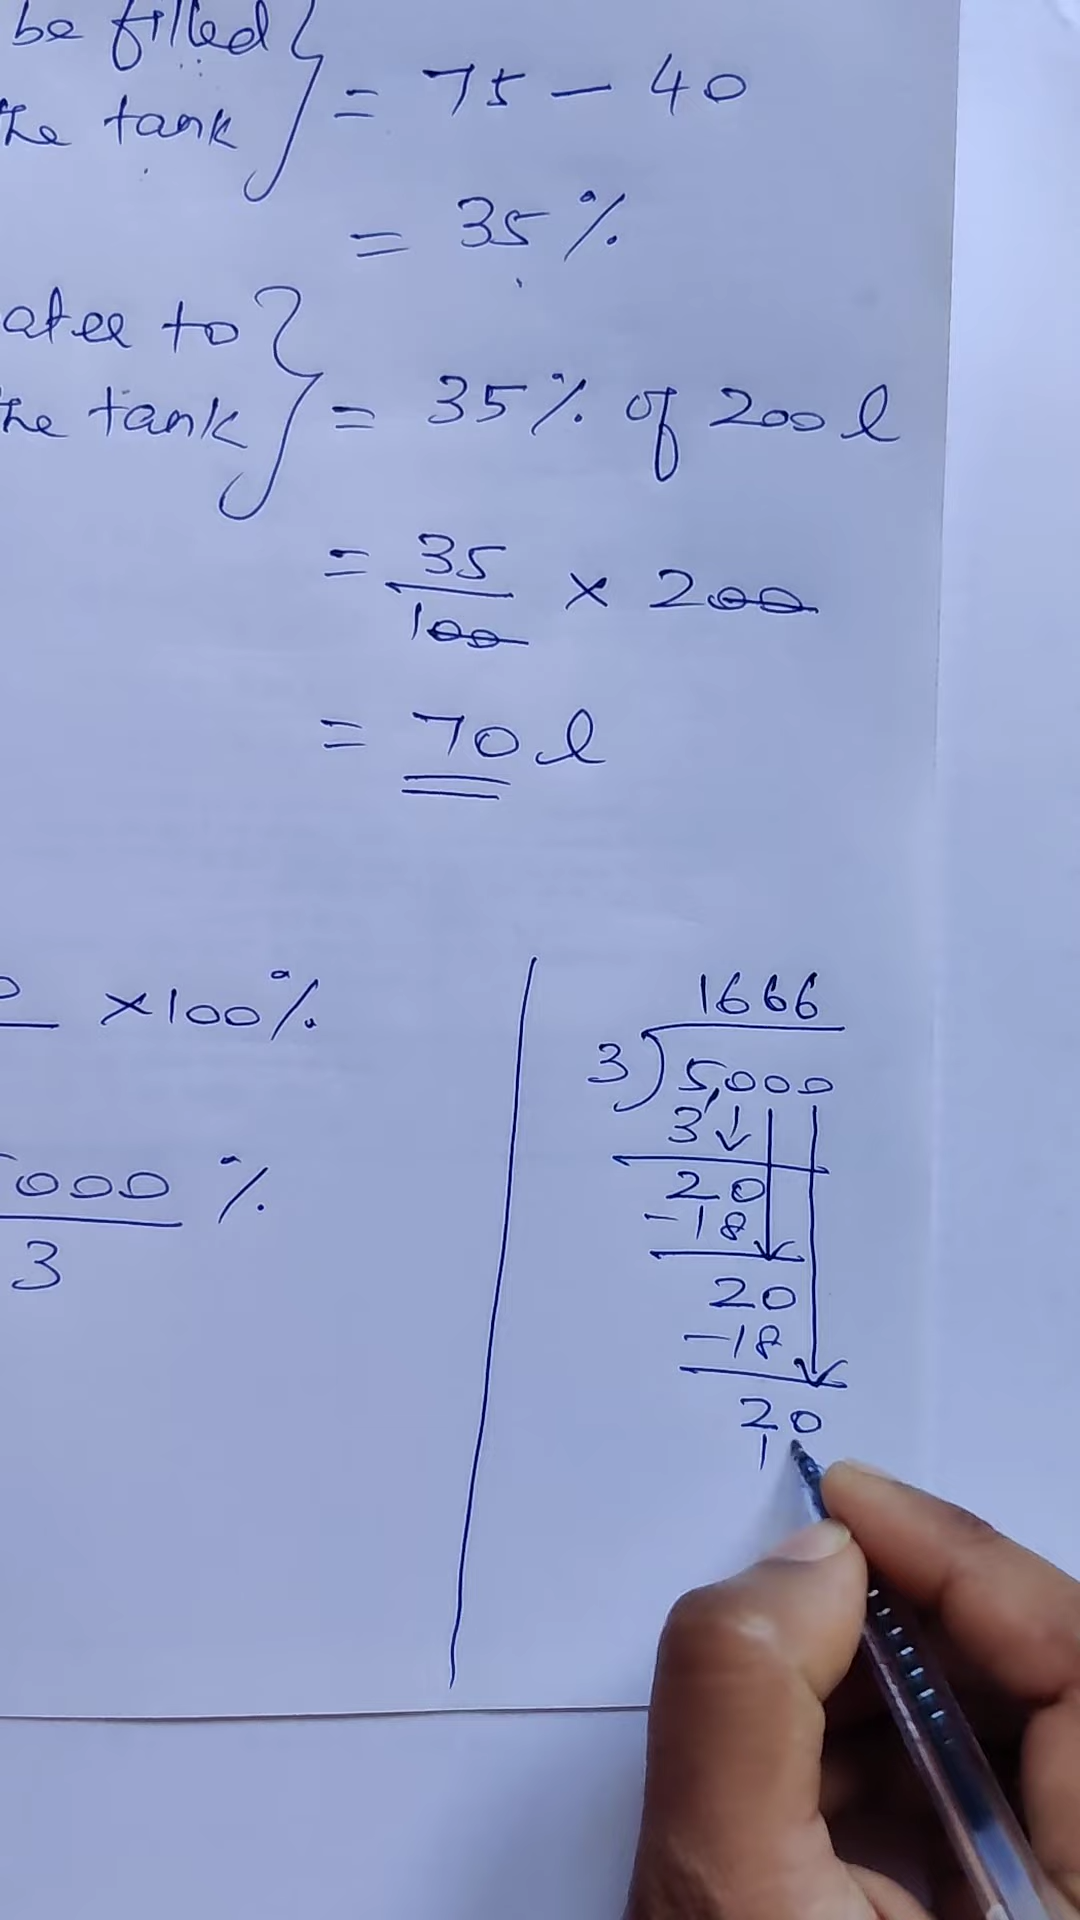 be filled } = 75 - 40
the tank
= 35%
to } = 35% of 200 l
the tank
= 35/100 × 200
= 70 l
×100%
000/3 %
1666
3)5,000
3
20
-18
20
-18
20
1